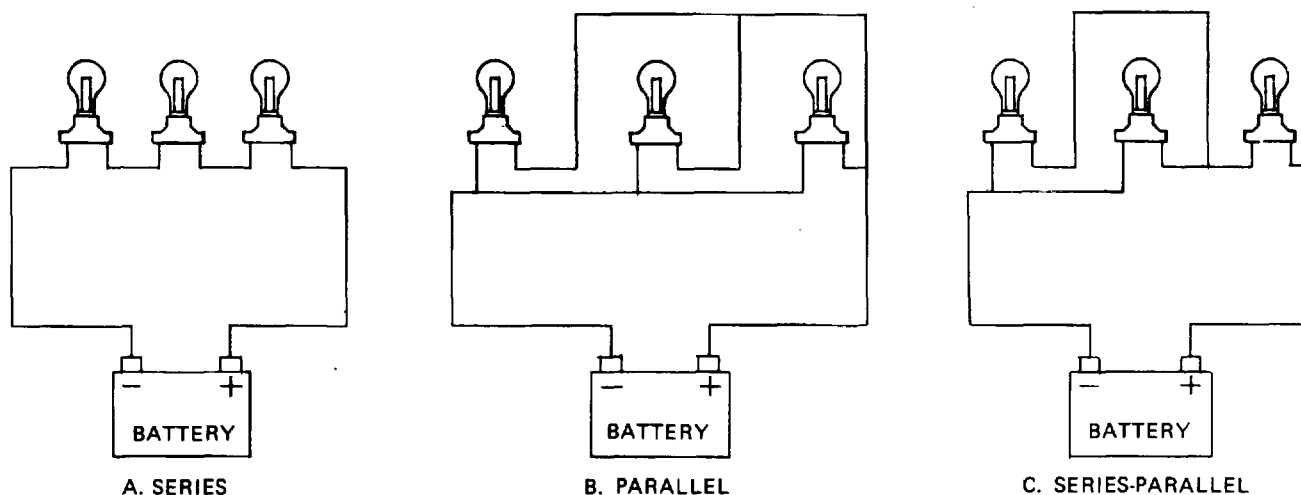 − +
BATTERY
A. SERIES
− +
BATTERY
B. PARALLEL
− +
BATTERY
C. SERIES-PARALLEL